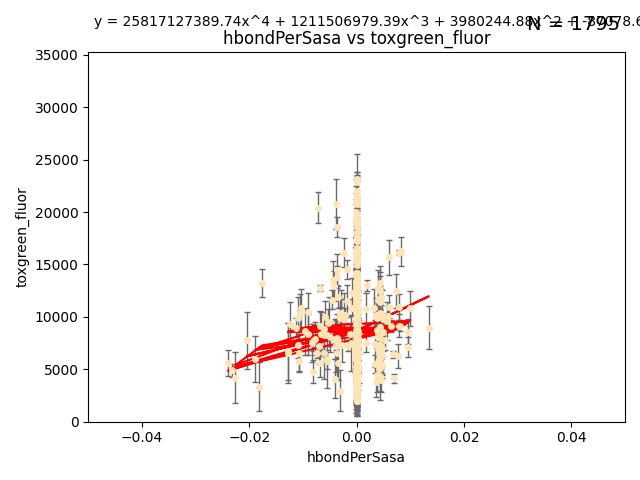 y = 25817127389.74x^4 + 1211506979.39x^3 + 3980244.88x^2 +
N = 1795
hbondPerSasa vs toxgreen_fluor
35000
30000
25000
20000
15000
10000
5000
0
toxgreen_fluor
−0.04 −0.02 0.00 0.02 0.04
hbondPerSasa